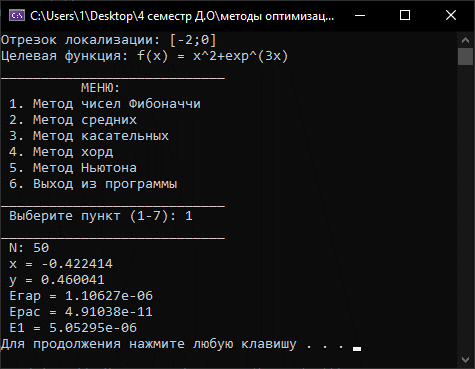 C:\Users\1\Desktop\4 семестр Д.О\методы оптимизац...
Отрезок локализации: [-2;0]
Целевая функция: f(x) = x^2+exp^(3x)
МЕНЮ:
1. Метод чисел Фибоначчи
2. Метод средних
3. Метод касательных
4. Метод хорд
5. Метод Ньютона
6. Выход из программы
Выберите пункт (1-7): 1
N: 50
x = -0.422414
y = 0.460041
Eгар = 1.10627e-06
Eрас = 4.91038e-11
E1 = 5.05295e-06
Для продолжения нажмите любую клавишу . . .